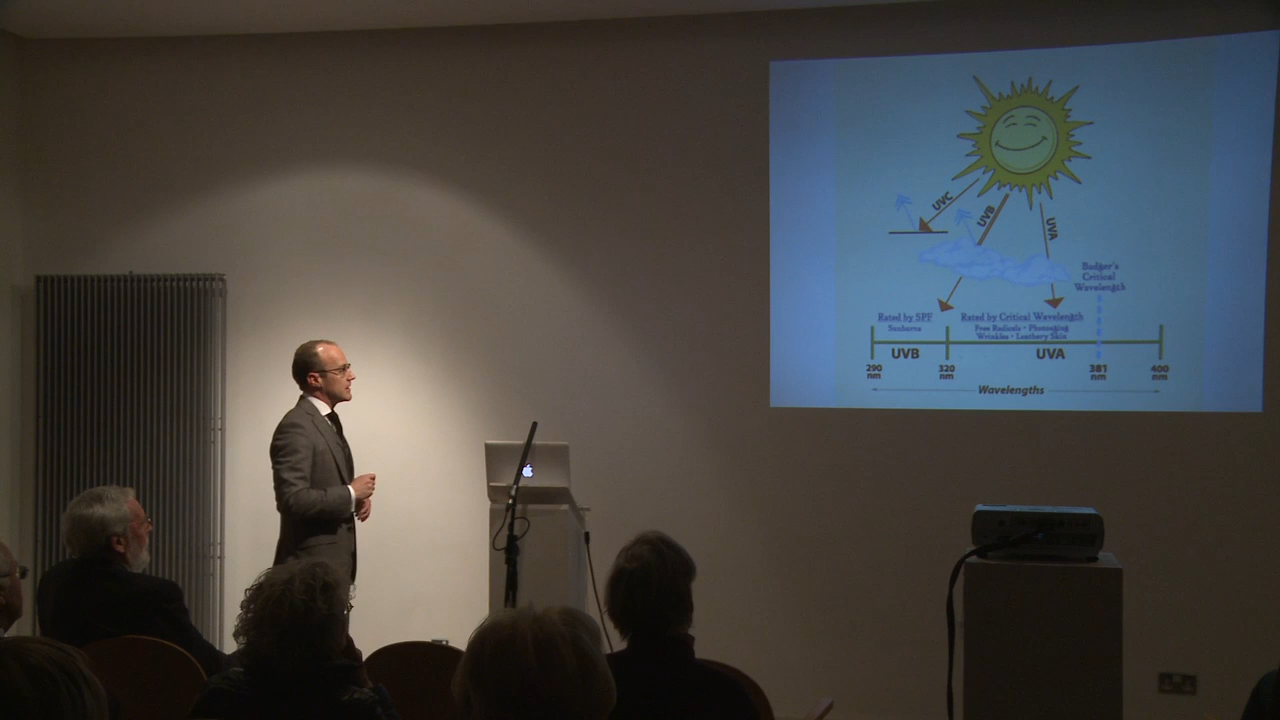 UVC
UVB
UVA
Badger's
Critical
Wavelength
Rated by SPF
Sunburns
Rated by Critical Wavelength
Free Radicals • Photoaging
Wrinkles • Leathery Skin
UVB
UVA
290
nm
320
nm
381
nm
400
nm
Wavelengths